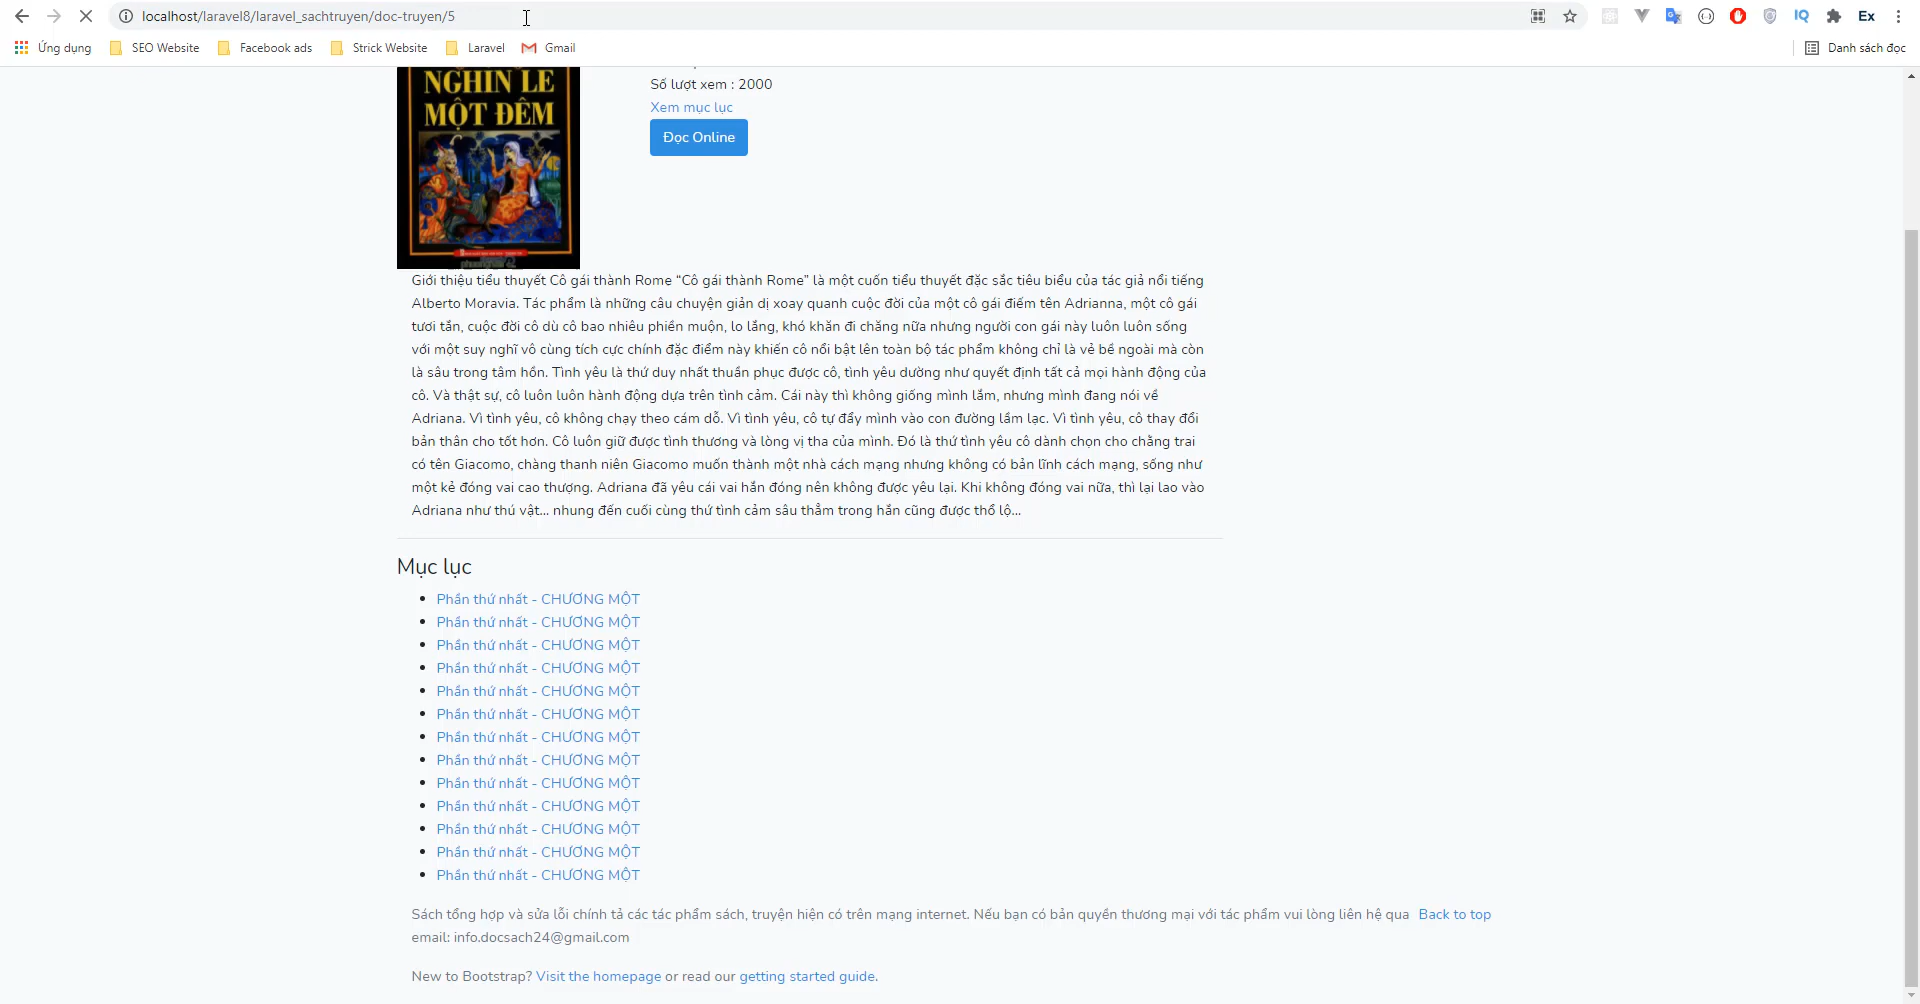 localhost/laravel8/laravel_sachtruyen/doc-truyen/5
IQ
Ex
Ứng dụng
SEO Website
Facebook ads
Strick Website
Laravel
Gmail
Danh sách đọc
NGHÌN LẺ
MỘT ĐÊM
Số lượt xem : 2000
Xem mục lục
Đọc Online
Giới thiệu tiểu thuyết Cô gái thành Rome “Cô gái thành Rome” là một cuốn tiểu thuyết đặc sắc tiêu biểu của tác giả nổi tiếng
Alberto Moravia. Tác phẩm là những câu chuyện giản dị xoay quanh cuộc đời của một cô gái điếm tên Adrianna, một cô gái
tươi tắn, cuộc đời cô dù cô bao nhiêu phiền muộn, lo lắng, khó khăn đi chăng nữa nhưng người con gái này luôn luôn sống
với một suy nghĩ vô cùng tích cực chính đặc điểm này khiến cô nổi bật lên toàn bộ tác phẩm không chỉ là vẻ bề ngoài mà còn
là sâu trong tâm hồn. Tình yêu là thứ duy nhất thuần phục được cô, tình yêu dường như quyết định tất cả mọi hành động của
cô. Và thật sự, cô luôn luôn hành động dựa trên tình cảm. Cái này thì không giống mình lắm, nhưng mình đang nói về
Adriana. Vì tình yêu, cô không chạy theo cám dỗ. Vì tình yêu, cô tự đẩy mình vào con đường lầm lạc. Vì tình yêu, cô thay đổi
bản thân cho tốt hơn. Cô luôn giữ được tình thương và lòng vị tha của mình. Đó là thứ tình yêu cô dành chọn cho chằng trai
có tên Giacomo, chàng thanh niên Giacomo muốn thành một nhà cách mạng nhưng không có bản lĩnh cách mạng, sống như
một kẻ đóng vai cao thượng. Adriana đã yêu cái vai hắn đóng nên không được yêu lại. Khi không đóng vai nữa, thì lại lao vào
Adriana như thú vật... nhung đến cuối cùng thứ tình cảm sâu thẳm trong hắn cũng được thổ lộ...
Mục lục
Phần thứ nhất - CHƯƠNG MỘT
Phần thứ nhất - CHƯƠNG MỘT
Phần thứ nhất - CHƯƠNG MỘT
Phần thứ nhất - CHƯƠNG MỘT
Phần thứ nhất - CHƯƠNG MỘT
Phần thứ nhất - CHƯƠNG MỘT
Phần thứ nhất - CHƯƠNG MỘT
Phần thứ nhất - CHƯƠNG MỘT
Phần thứ nhất - CHƯƠNG MỘT
Phần thứ nhất - CHƯƠNG MỘT
Phần thứ nhất - CHƯƠNG MỘT
Phần thứ nhất - CHƯƠNG MỘT
Phần thứ nhất - CHƯƠNG MỘT
Sách tổng hợp và sửa lỗi chính tả các tác phẩm sách, truyện hiện có trên mạng internet. Nếu bạn có bản quyền thương mại với tác phẩm vui lòng liên hệ qua Back to top
email: info.docsach24@gmail.com
New to Bootstrap? Visit the homepage or read our getting started guide.